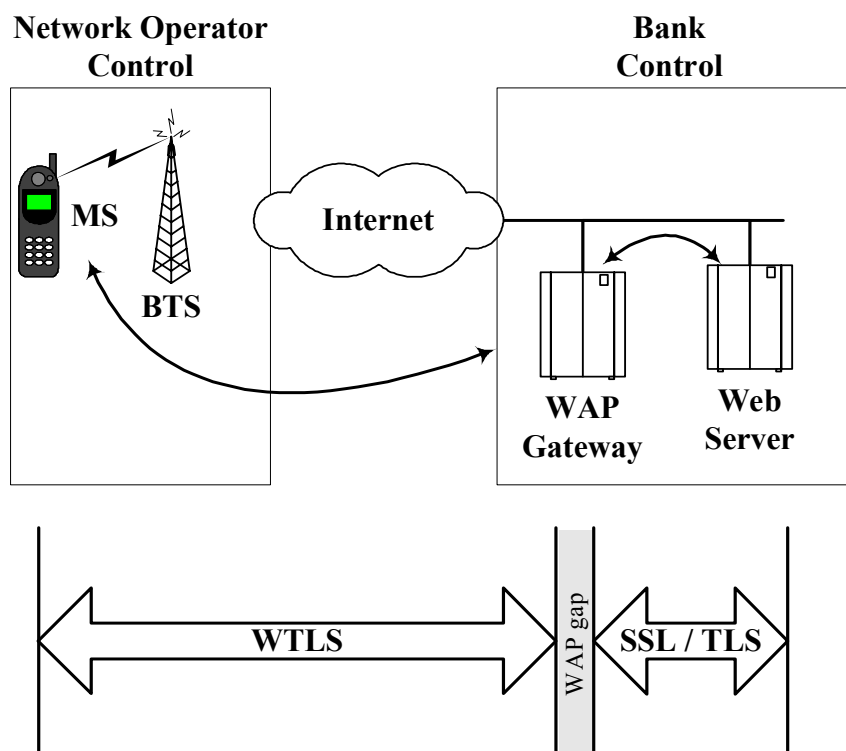 Network Operator
Control
Bank
Control
MS
BTS
Internet
WAP
Gateway
Web
Server
WTLS
WAP gap
SSL / TLS